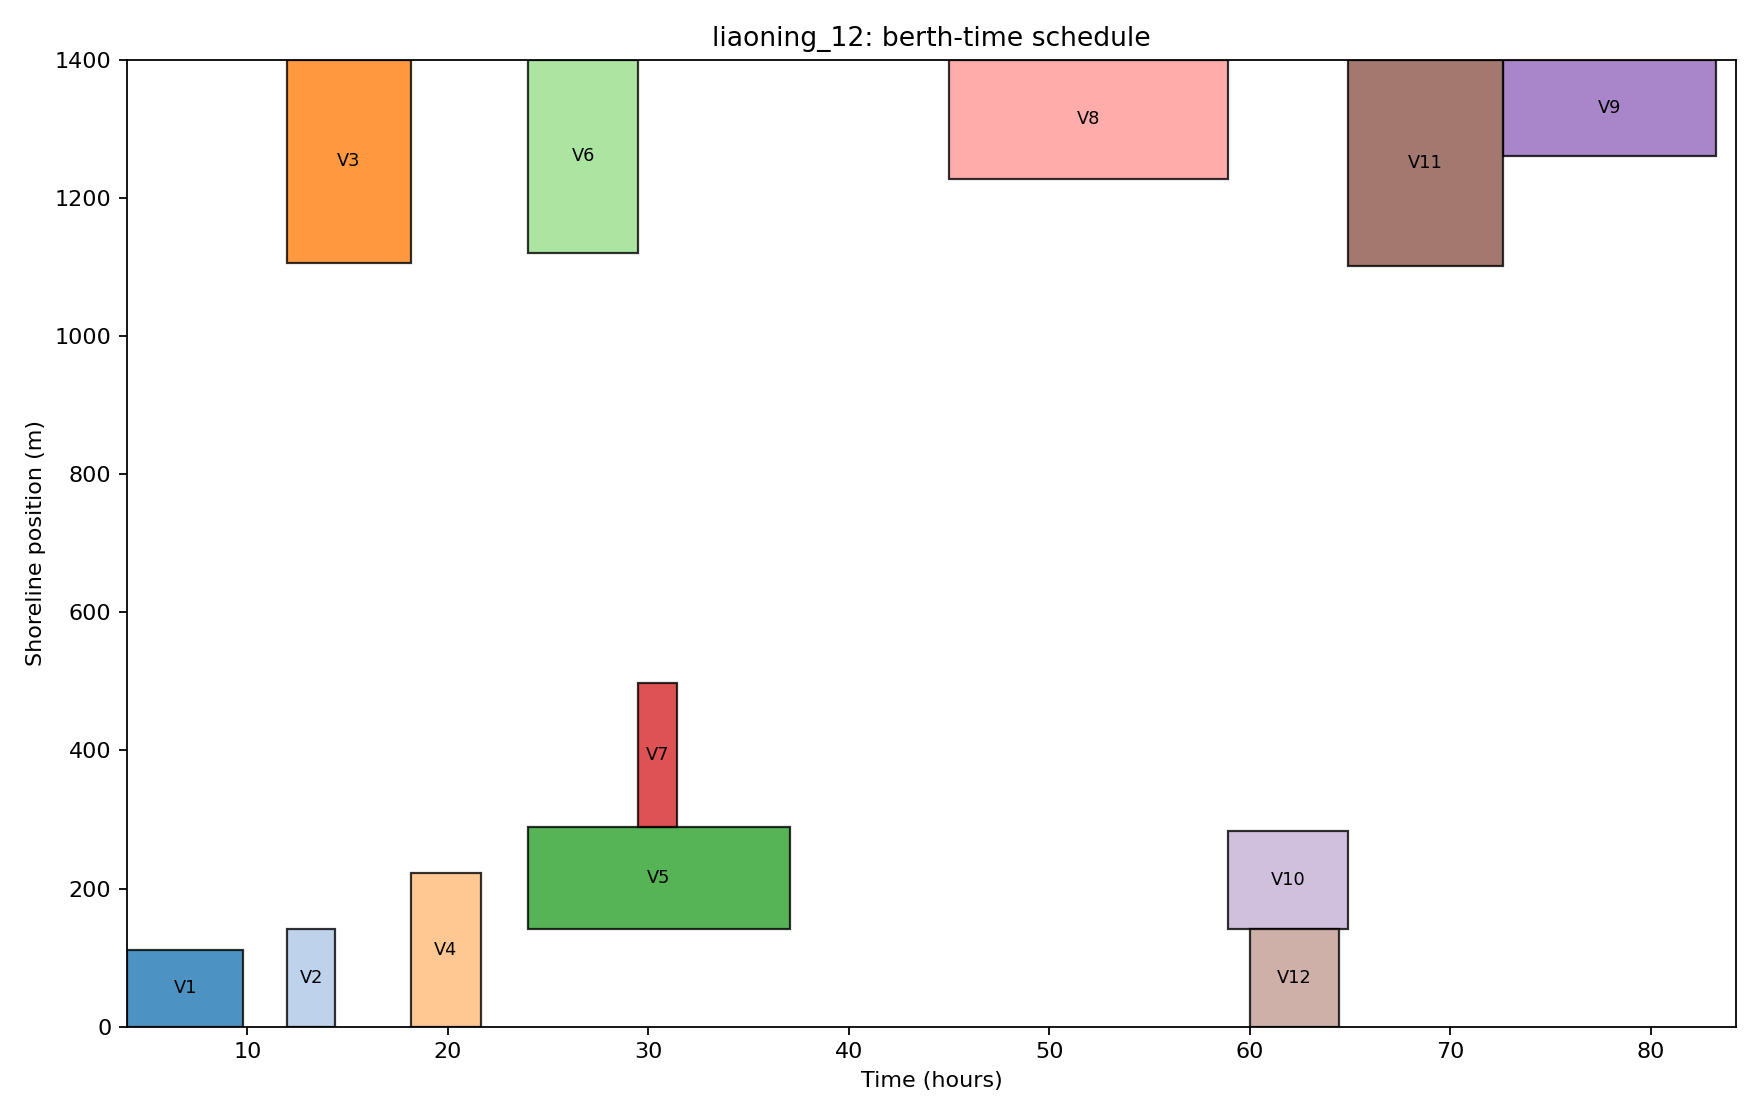 liaoning_12: berth-time schedule
1400
1200
1000
800
600
400
200
0
Shoreline position (m)
V3
V6
V8
V11
V9
V7
V5
V10
V4
V2
V1
V12
10 20 30 40 50 60 70 80
Time (hours)